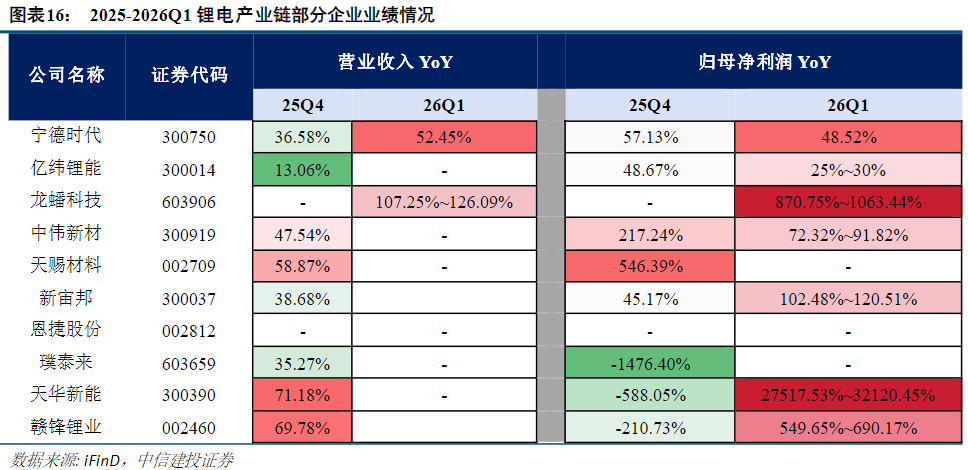 图表16： 2025-2026Q1 锂电产业链部分企业业绩情况
公司名称 证券代码 营业收入 YoY 归母净利润 YoY
25Q4 26Q1 25Q4 26Q1
宁德时代 300750 36.58% 52.45% 57.13% 48.52%
亿纬锂能 300014 13.06% - 48.67% 25%~30%
龙蟠科技 603906 - 107.25%~126.09% - 870.75%~1063.44%
中伟新材 300919 47.54% - 217.24% 72.32%~91.82%
天赐材料 002709 58.87% - 546.39% -
新宙邦 300037 38.68% - 45.17% 102.48%~120.51%
恩捷股份 002812 - - - -
璞泰来 603659 35.27% - -1476.40% -
天华新能 300390 71.18% -588.05% 27517.53%~32120.45%
赣锋锂业 002460 69.78% -210.73% 549.65%~690.17%
数据来源: iFinD，中信建投证券